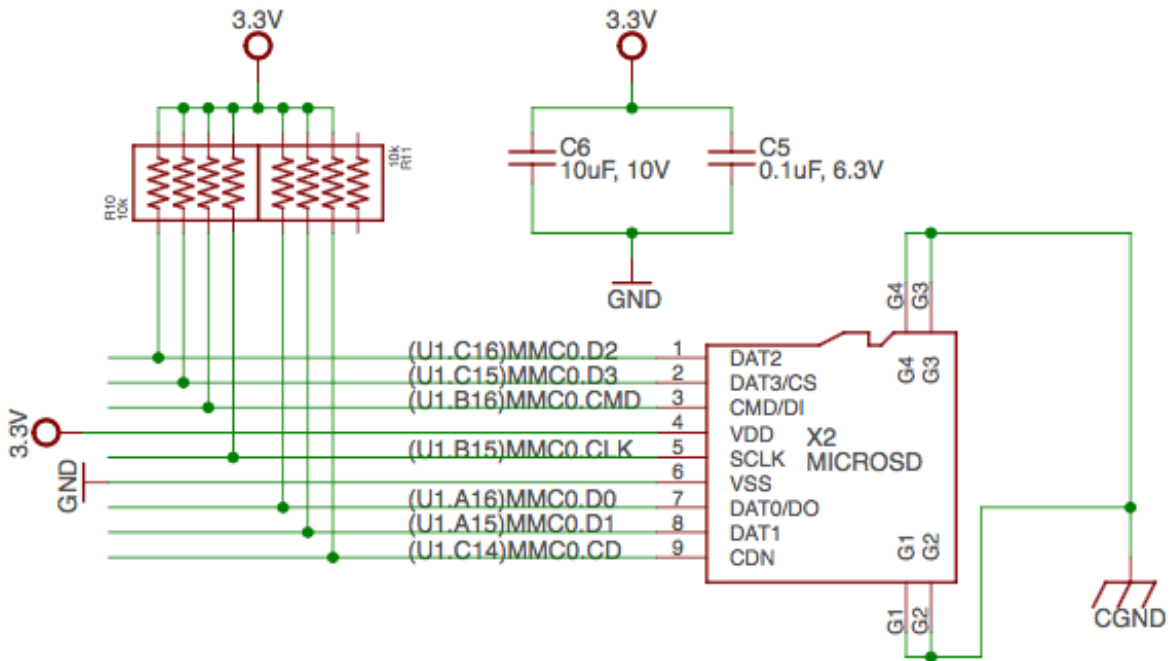 3.3V
3.3V
10k
R11
R10
10k
C6
10uF, 10V
C5
0.1uF, 6.3V
GND
G4
G3
(U1.C16)MMC0.D2
1
DAT2
(U1.C15)MMC0.D3
2
DAT3/CS
(U1.B16)MMC0.CMD
3
CMD/DI
G4
G3
3.3V
4
VDD
X2
MICROSD
(U1.B15)MMC0.CLK
5
SCLK
GND
6
VSS
(U1.A16)MMC0.D0
7
DAT0/DO
(U1.A15)MMC0.D1
8
DAT1
(U1.C14)MMC0.CD
9
CDN
G1
G2
G1
G2
CGND